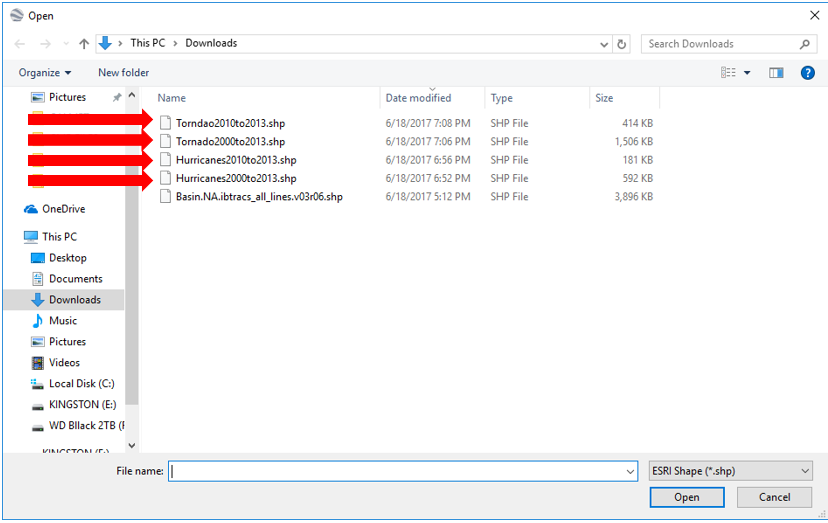 Open
This PC > Downloads
Search Downloads
Organize
New folder
Pictures
Name
Date modified
Type
Size
Torndao2010to2013.shp 6/18/2017 7:08 PM SHP File 414 KB
Tornado2000to2013.shp 6/18/2017 7:06 PM SHP File 1,506 KB
Hurricanes2010to2013.shp 6/18/2017 6:56 PM SHP File 181 KB
Hurricanes2000to2013.shp 6/18/2017 6:52 PM SHP File 592 KB
Basin.NA.ibtracs_all_lines.v03r06.shp 6/18/2017 5:12 PM SHP File 3,896 KB
OneDrive
This PC
Desktop
Documents
Downloads
Music
Pictures
Videos
Local Disk (C:)
KINGSTON (E:)
WD Bllack 2TB (F
KINGSTON (E:)
File name:
ESRI Shape (*.shp)
Open
Cancel